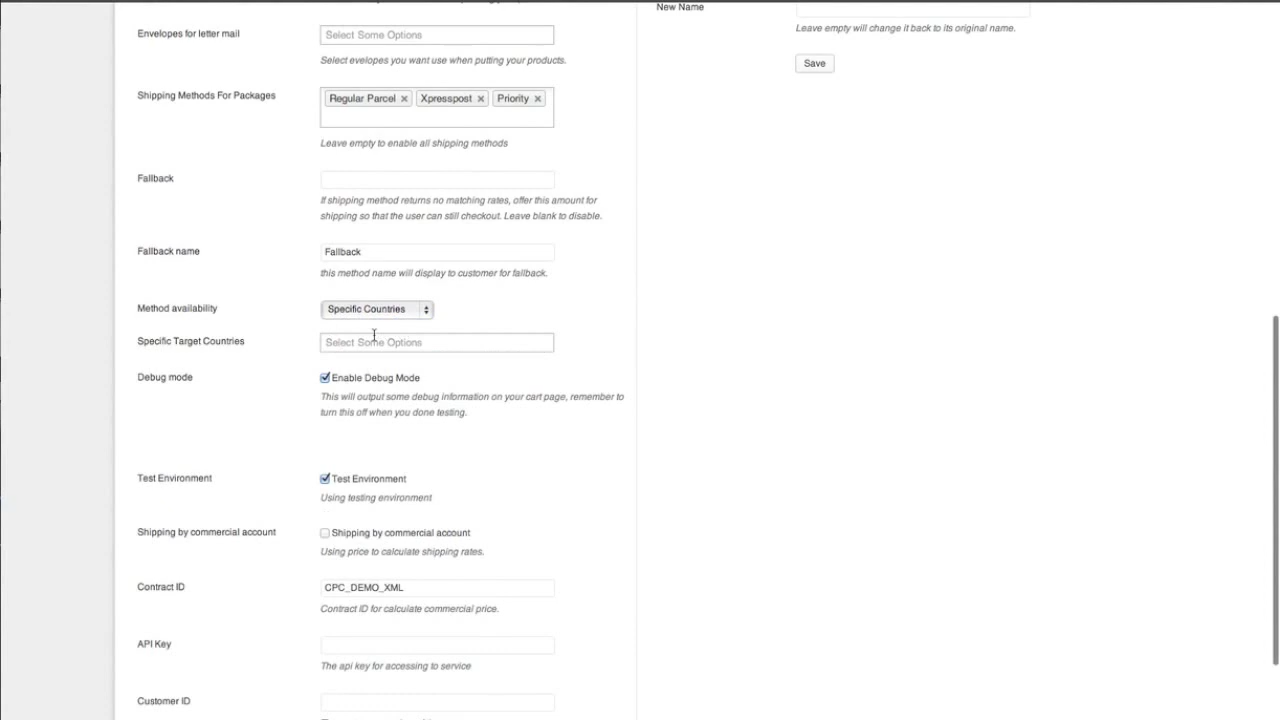 New Name
Leave empty will change it back to its original name.
Save
Envelopes for letter mail
Select Some Options
Select evelopes you want use when putting your products.
Shipping Methods For Packages
Regular Parcel × Xpresspost × Priority ×
Leave empty to enable all shipping methods
Fallback
If shipping method returns no matching rates, offer this amount for
shipping so that the user can still checkout. Leave blank to disable.
Fallback name
Fallback
this method name will display to customer for fallback.
Method availability
Specific Countries
Specific Target Countries
Select Some Options
Debug mode
Enable Debug Mode
This will output some debug information on your cart page, remember to
turn this off when you done testing.
Test Environment
Test Environment
Using testing environment
Shipping by commercial account
Shipping by commercial account
Using price to calculate shipping rates.
Contract ID
CPC_DEMO_XML
Contract ID for calculate commercial price.
API Key
The api key for accessing to service
Customer ID